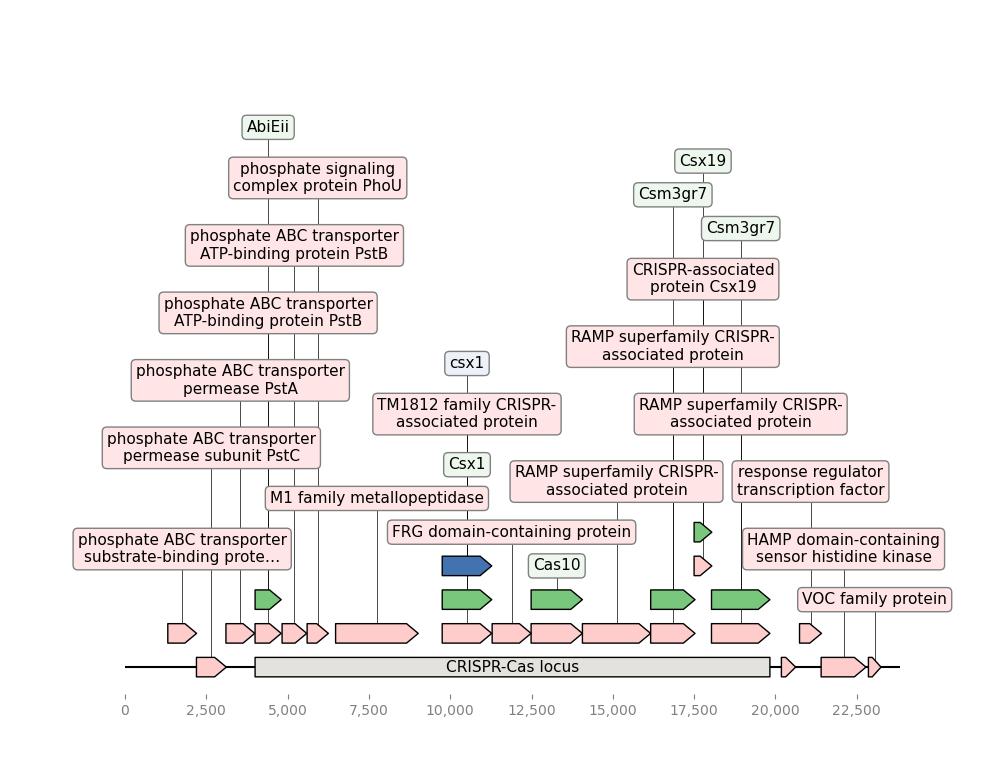 AbiEii
phosphate signaling
complex protein PhoU
phosphate ABC transporter
ATP-binding protein PstB
phosphate ABC transporter
ATP-binding protein PstB
phosphate ABC transporter
permease PstA
phosphate ABC transporter
permease subunit PstC
phosphate ABC transporter
substrate-binding prote…
M1 family metallopeptidase
csx1
TM1812 family CRISPR-
associated protein
Csx1
FRG domain-containing protein
Cas10
Csx19
Csm3gr7
Csm3gr7
CRISPR-associated
protein Csx19
RAMP superfamily CRISPR-
associated protein
RAMP superfamily CRISPR-
associated protein
RAMP superfamily CRISPR-
associated protein
response regulator
transcription factor
HAMP domain-containing
sensor histidine kinase
VOC family protein
CRISPR-Cas locus
0
2,500
5,000
7,500
10,000
12,500
15,000
17,500
20,000
22,500